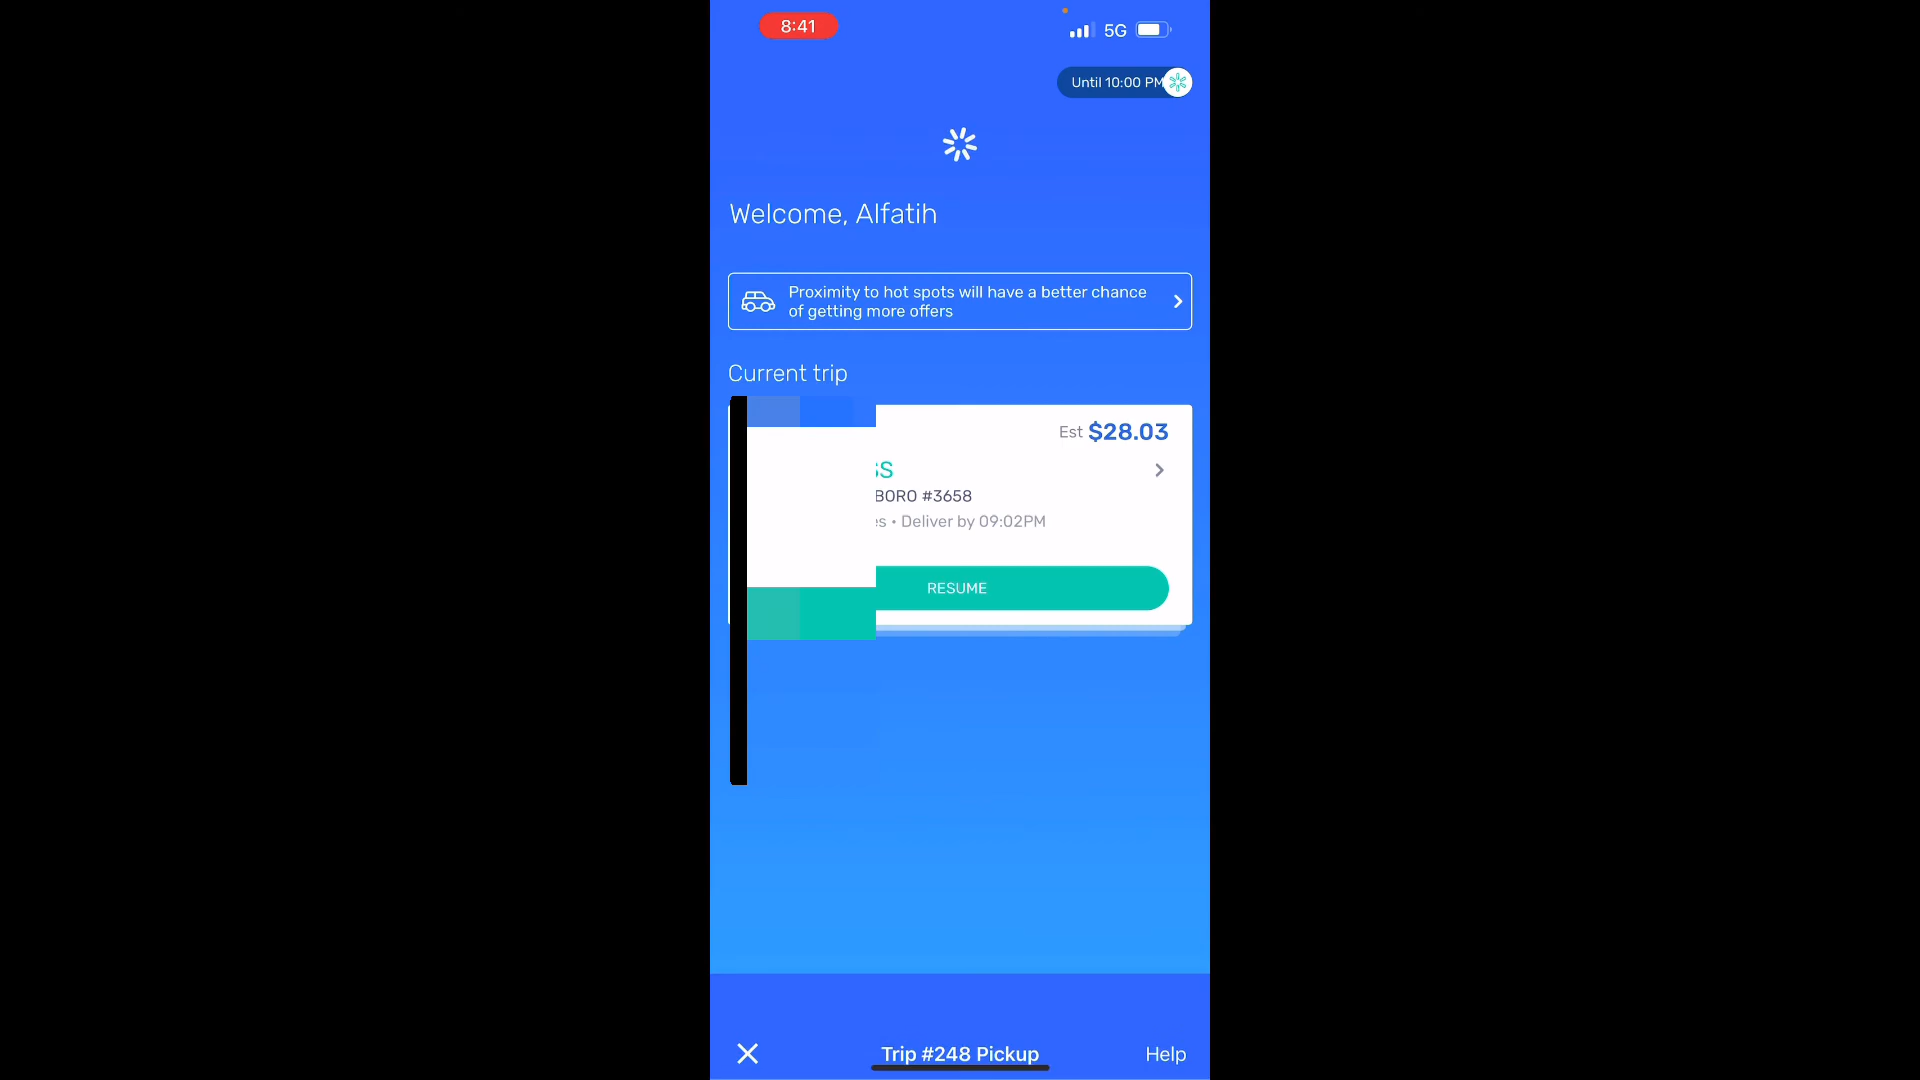 8:41
5G
Until 10:00 PM
Welcome, Alfatih
Proximity to hot spots will have a better chance
of getting more offers
Current trip
Est $28.03
#3658
• Deliver by 09:02PM
RESUME
Trip #248 Pickup
Help